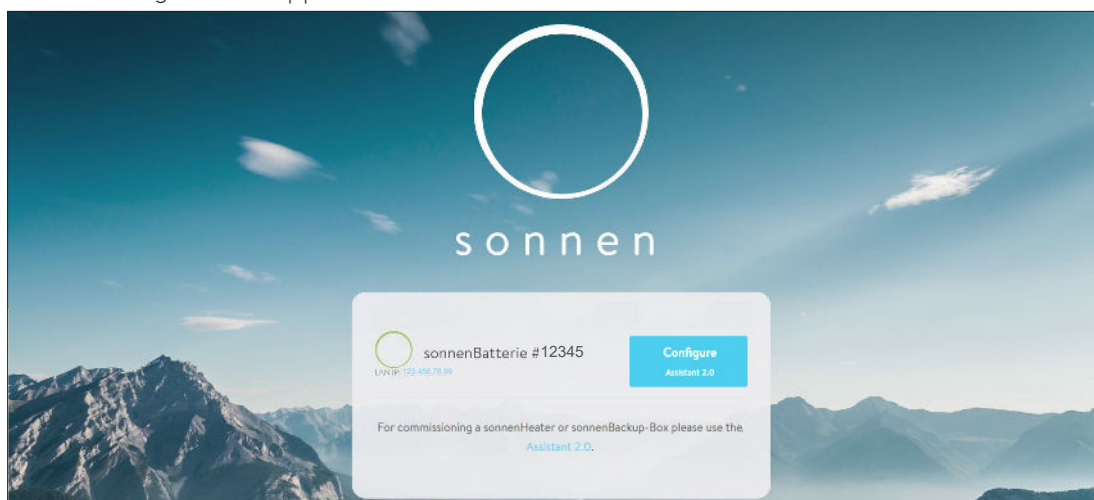 sonnen
sonnenBatterie #12345
Configure
Assistant 2.0
LAN IP: 123.456.78.99
For commissioning a sonnenHeater or sonnenBackup-Box please use the
Assistant 2.0.